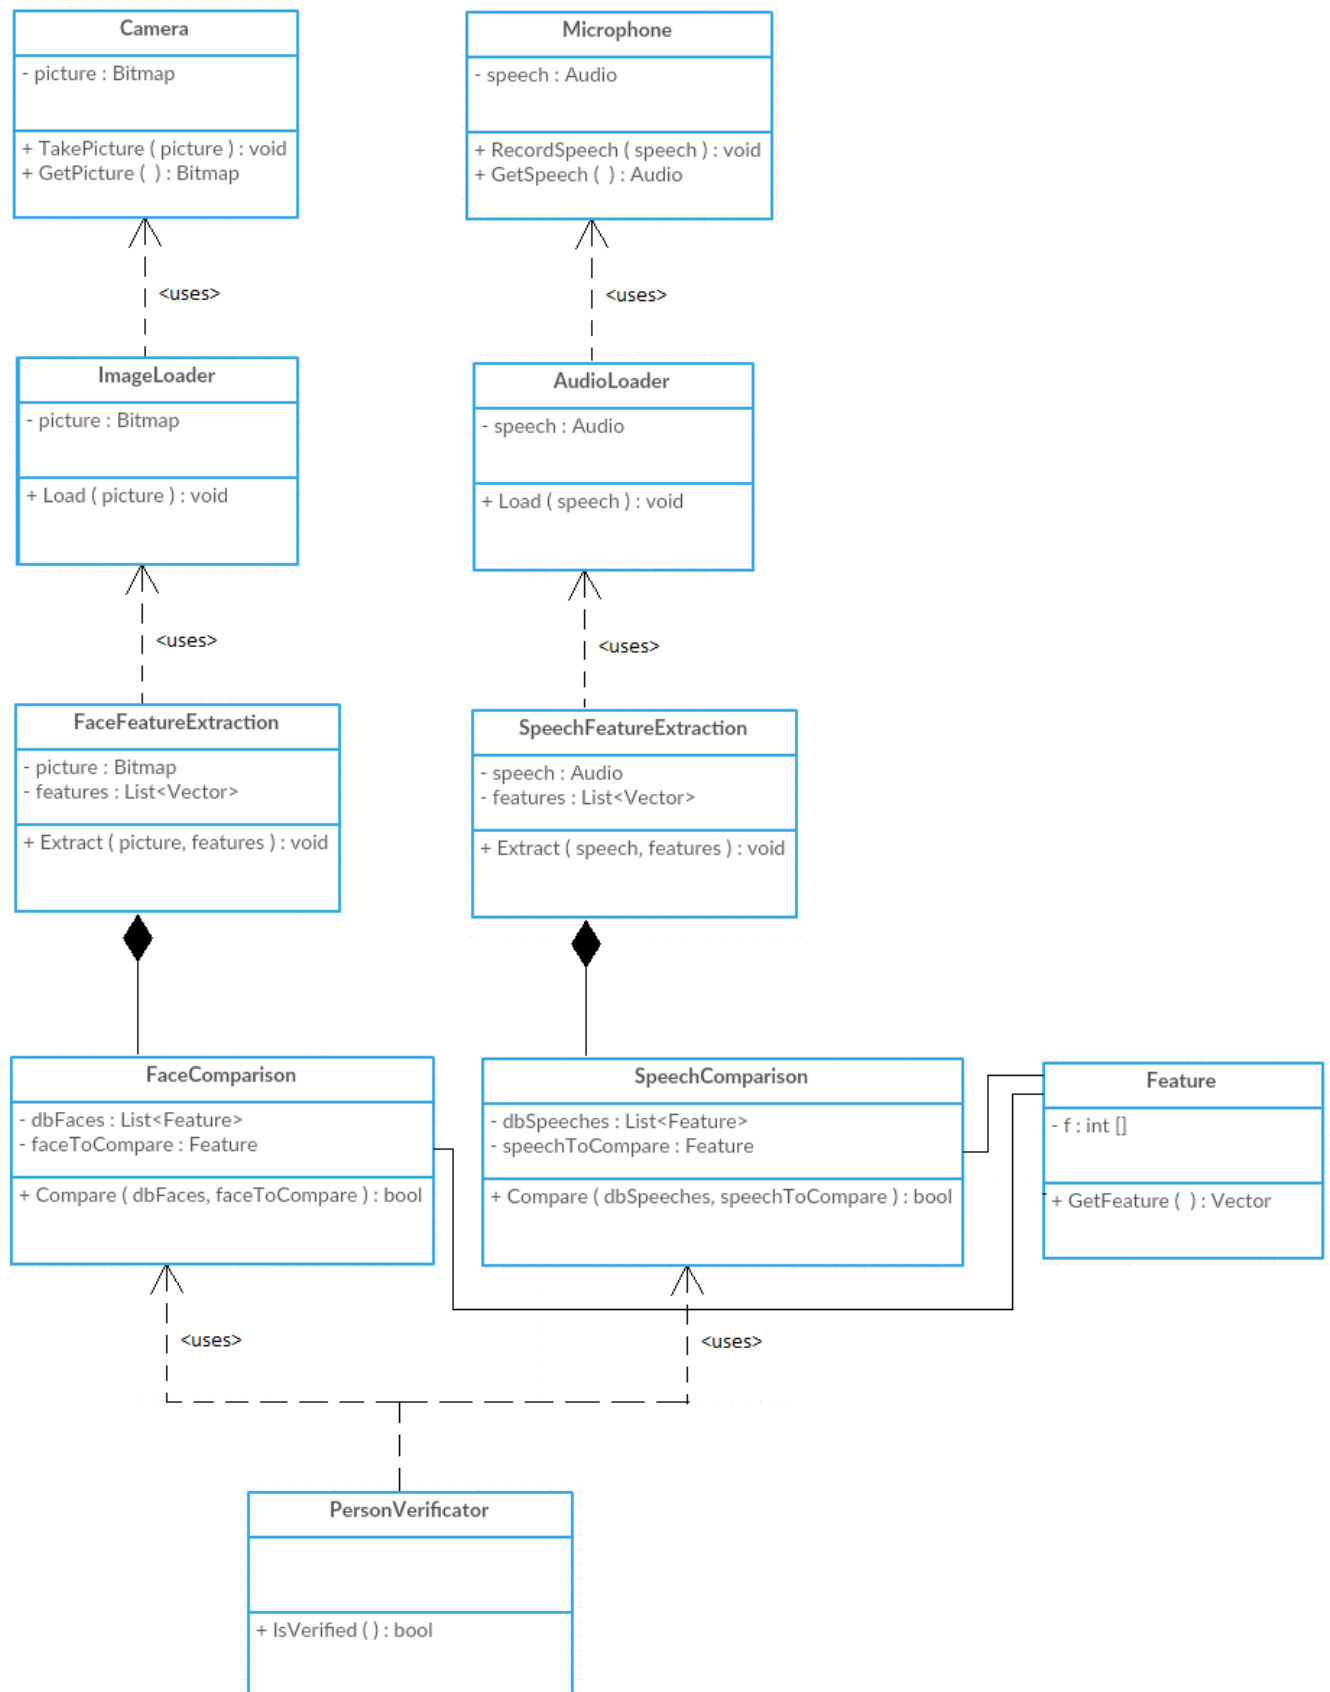 Camera
- picture : Bitmap
+ TakePicture ( picture ) : void
+ GetPicture ( ) : Bitmap
Microphone
- speech : Audio
+ RecordSpeech ( speech ) : void
+ GetSpeech ( ) : Audio
<uses>
<uses>
ImageLoader
- picture : Bitmap
+ Load ( picture ) : void
AudioLoader
- speech : Audio
+ Load ( speech ) : void
<uses>
<uses>
FaceFeatureExtraction
- picture : Bitmap
- features : List<Vector>
+ Extract ( picture, features ) : void
SpeechFeatureExtraction
- speech : Audio
- features : List<Vector>
+ Extract ( speech, features ) : void
FaceComparison
- dbFaces : List<Feature>
- faceToCompare : Feature
+ Compare ( dbFaces, faceToCompare ) : bool
SpeechComparison
- dbSpeeches : List<Feature>
- speechToCompare : Feature
+ Compare ( dbSpeeches, speechToCompare ) : bool
Feature
- f : int []
+ GetFeature ( ) : Vector
<uses>
<uses>
PersonVerificator
+ IsVerified ( ) : bool